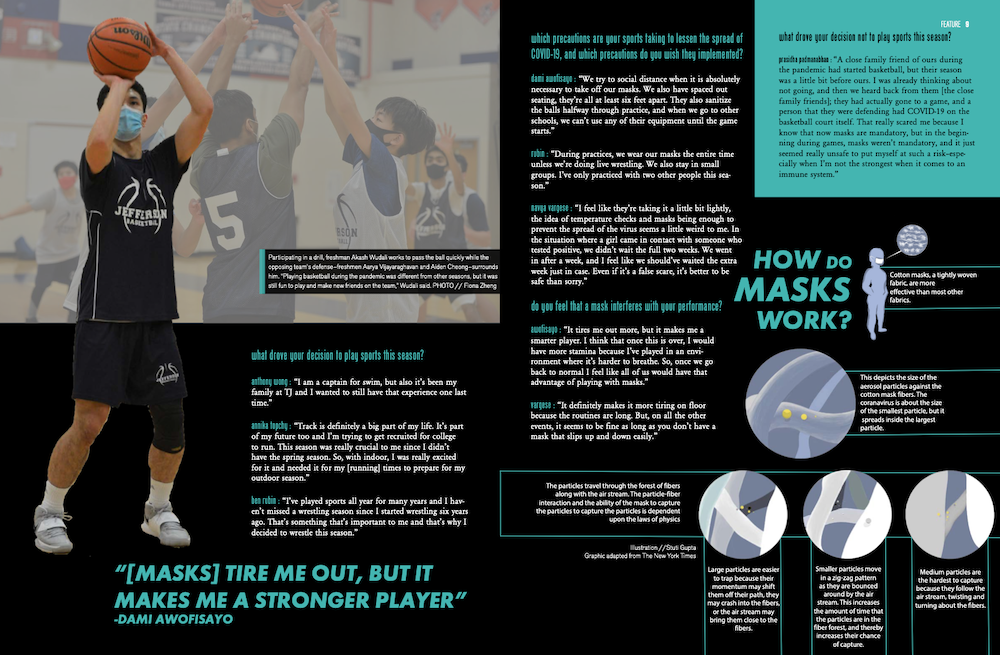 JEFFERSON
BASKETBALL
5
Participating in a drill, freshman Akash Wudali works to pass the ball quickly while the
opposing team's defense–freshmen Aarya Vijayaraghavan and Aiden Cheong–surrounds
him. "Playing basketball during the pandemic was different from other seasons, but it was
still fun to play and make new friends on the team," Wudali said. PHOTO // Fiona Zheng
what drove your decision to play sports this season?
anthony wong : "I am a captain for swim, but also it's been my
family at TJ and I wanted to still have that experience one last
time."
annika topchy : "Track is definitely a big part of my life. It's
part of my future too and I'm trying to get recruited for college
to run. This season was really crucial to me since I didn't
have the spring season. So, with indoor, I was really excited
for it and needed it for my [running] times to prepare for my
outdoor season."
ben rubin : "I've played sports all year for many years and I hav-
en't missed a wrestling season since I started wrestling six years
ago. That's something that's important to me and that's why I
decided to wrestle this season."
"[MASKS] TIRE ME OUT, BUT IT
MAKES ME A STRONGER PLAYER"
-DAMI AWOFISAYO
which precautions are your sports taking to lessen the spread of
COVID-19, and which precautions do you wish they implemented?
dami awofisayo : "We try to social distance when it is absolutely
necessary to take off our masks. We also have spaced out
seating, they're all at least six feet apart. They also sanitize
the balls halfway through practice, and when we go to other
schools, we can't use any of their equipment until the game
starts."
rubin : "During practices, we wear our masks the entire time
unless we're doing live wrestling. We also stay in small
groups. I've only practiced with two other people this sea-
son."
navya vargese : "I feel like they're taking it a little bit lightly,
the idea of temperature checks and masks being enough to
prevent the spread of the virus seems a little weird to me. In
the situation where a girl came in contact with someone who
tested positive, we didn't wait the full two weeks. We went
in after a week, and I feel like we should've waited the extra
week just in case. Even if it's a false scare, it's better to be
safe than sorry."
do you feel that a mask interferes with your performance?
awofisayo : "It tires me out more, but it makes me a
smarter player. I think that once this is over, I would
have more stamina because I've played in an envi-
ronment where it's harder to breathe. So, once we go
back to normal I feel like all of us would have that
advantage of playing with masks."
vargese : "It definitely makes it more tiring on floor
because the routines are long. But, on all the other
events, it seems to be fine as long as you don't have a
mask that slips up and down easily."
FEATURE 9
what drove your decision not to play sports this season?
prasidha padmanabhan : "A close family friend of ours during
the pandemic had started basketball, but their season
was a little bit before ours. I was already thinking about
not going, and then we heard back from them [the close
family friends]; they had actually gone to a game, and a
person that they were defending had COVID-19 on the
basketball court itself. That really scared me because I
know that now masks are mandatory, but in the begin-
ning during games, masks weren't mandatory, and it just
seemed really unsafe to put myself at such a risk–espe-
cially when I'm not the strongest when it comes to an
immune system."
HOW DO
MASKS
WORK?
Cotton masks, a tightly woven
fabric, are more
effective than most other
fabrics.
This depicts the size of the
aerosol particles against the
cotton mask fibers. The
coranavirus is about the size
of the smallest particle, but it
spreads inside the largest
particle.
The particles travel through the forest of fibers
along with the air stream. The particle-fiber
interaction and the ability of the mask to capture
the particles to capture the particles is dependent
upon the laws of physics
Illustration // Stuti Gupta
Graphic adapted from The New York Times
Large particles are easier
to trap because their
momentum may shift
them off their path, they
may crash into the fibers,
or the air stream may
bring them close to the
fibers.
Smaller particles move
in a zig-zag pattern
as they are bounced
around by the air
stream. This increases
the amount of time that
the particles are in the
fiber forest, and thereby
increases their chance
of capture.
Medium particles are
the hardest to capture
because they follow the
air stream, twisting and
turning about the fibers.